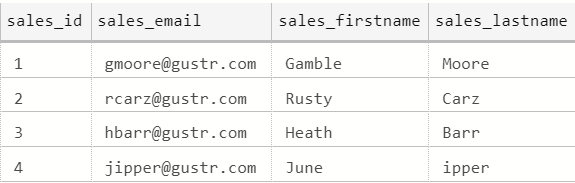 sales_id sales_email sales_firstname sales_lastname
1 gmoore@gustr.com Gamble Moore
2 rcarz@gustr.com Rusty Carz
3 hbarr@gustr.com Heath Barr
4 jipper@gustr.com June ipper